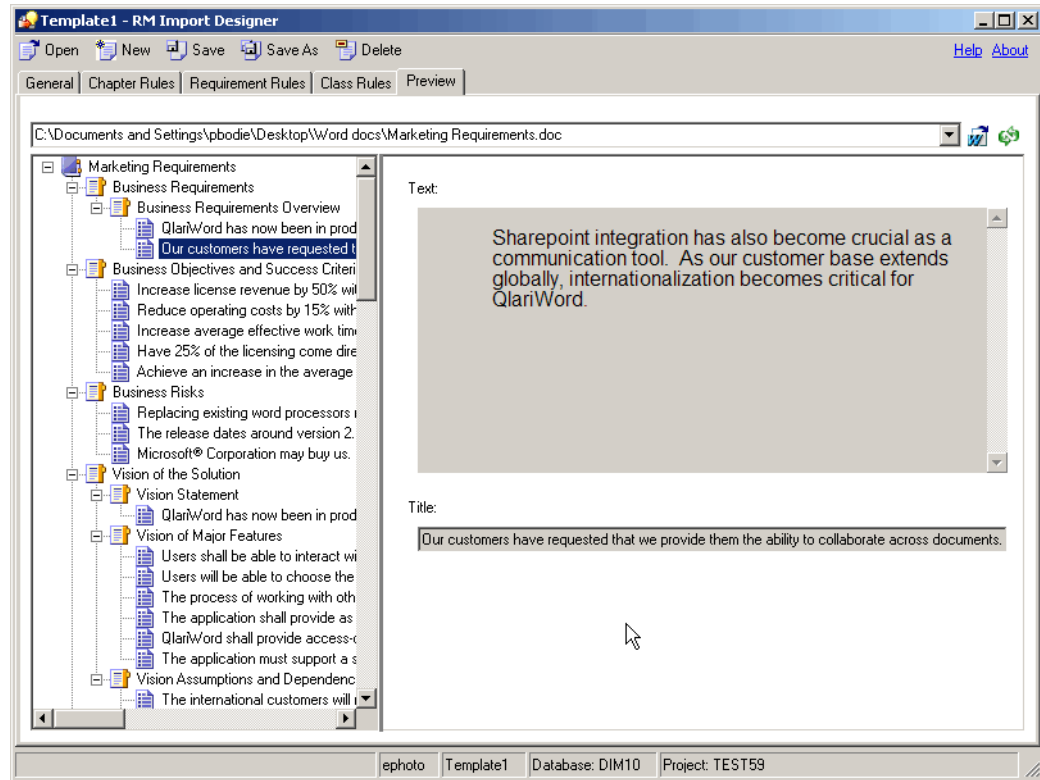 Template1 - RM Import Designer
Open New Save Save As Delete Help About
General Chapter Rules Requirement Rules Class Rules Preview
C:\Documents and Settings\pbodie\Desktop\Word docs\Marketing Requirements.doc
Marketing Requirements
Business Requirements
Business Requirements Overview
QlariWord has now been in prod
Our customers have requested t
Business Objectives and Success Criteri
Increase license revenue by 50% wit
Reduce operating costs by 15% with
Increase average effective work time
Have 25% of the licensing come dire
Achieve an increase in the average
Business Risks
Replacing existing word processors
The release dates around version 2.
Microsoft® Corporation may buy us.
Vision of the Solution
Vision Statement
QlariWord has now been in prod
Vision of Major Features
Users shall be able to interact wi
Users will be able to choose the
The process of working with oth
The application shall provide as
QlariWord shall provide access-c
The application must support a s
Vision Assumptions and Dependenc
The international customers will
Text:
Sharepoint integration has also become crucial as a
communication tool. As our customer base extends
globally, internationalization becomes critical for
QlariWord.
Title:
Our customers have requested that we provide them the ability to collaborate across documents.
ephoto Template1 Database: DIM10 Project: TEST59